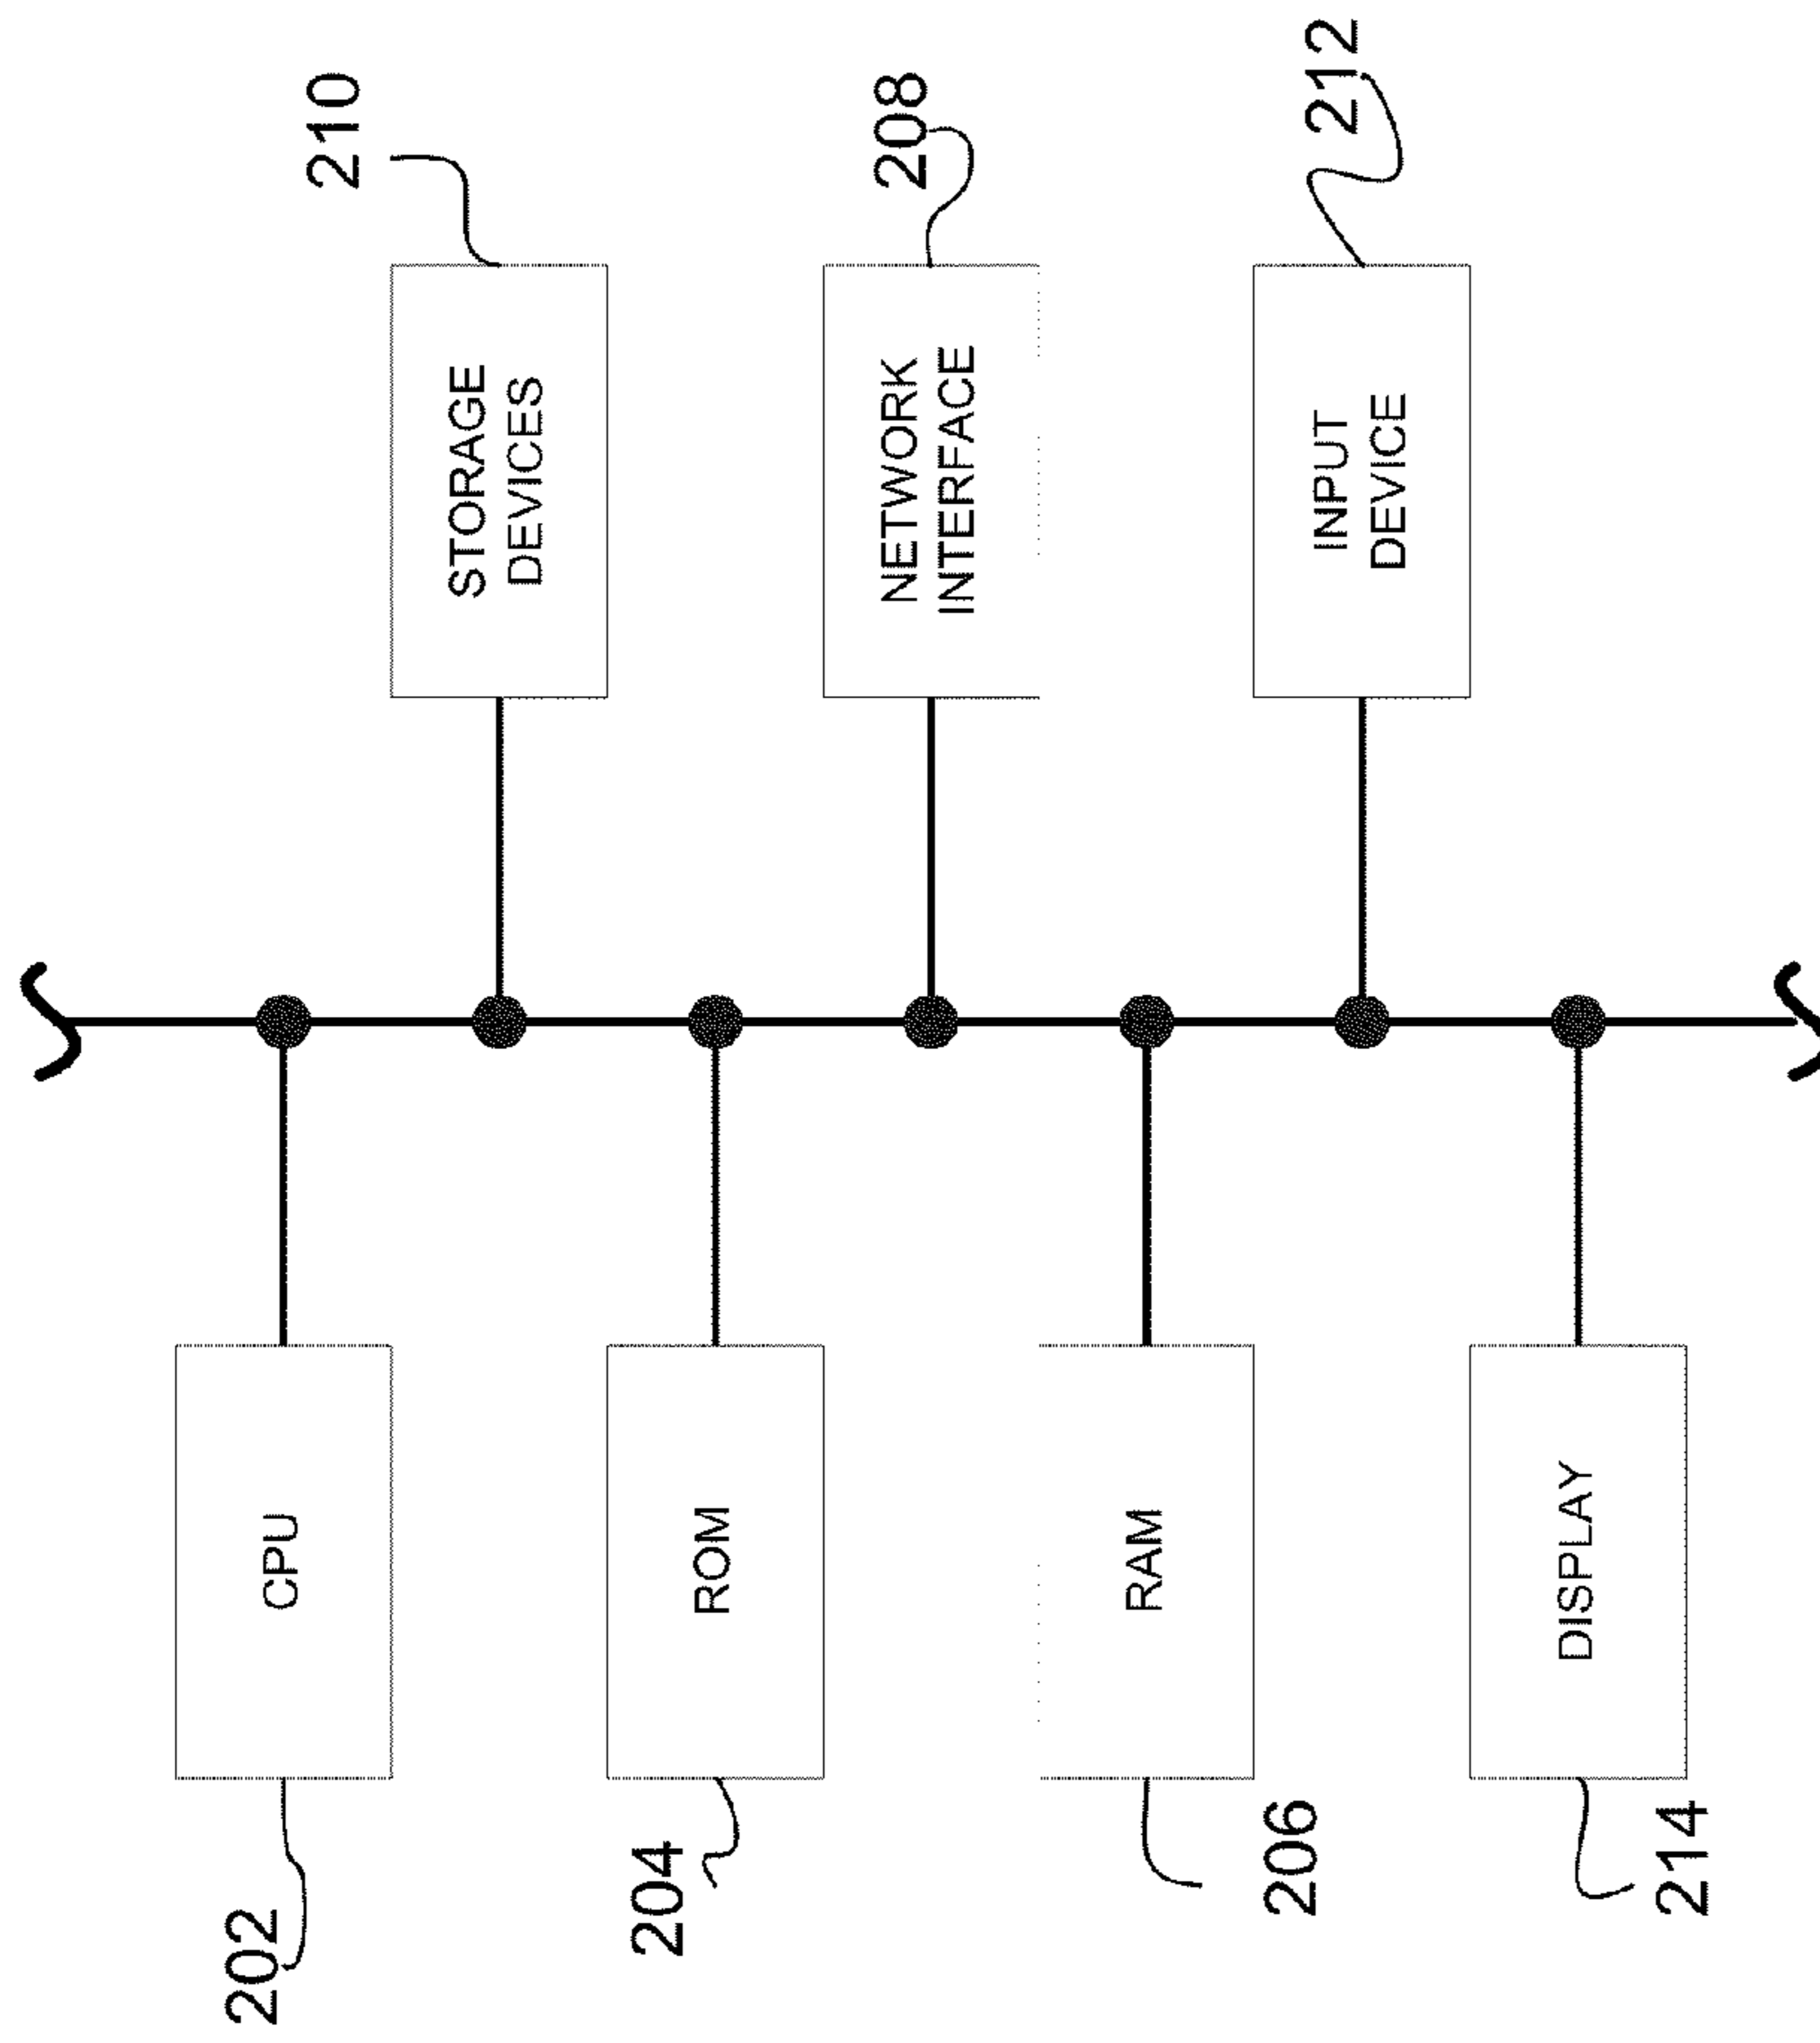 202
CPU
204
ROM
206
RAM
214
DISPLAY
STORAGE
DEVICES
210
NETWORK
INTERFACE
208
INPUT
DEVICE
212